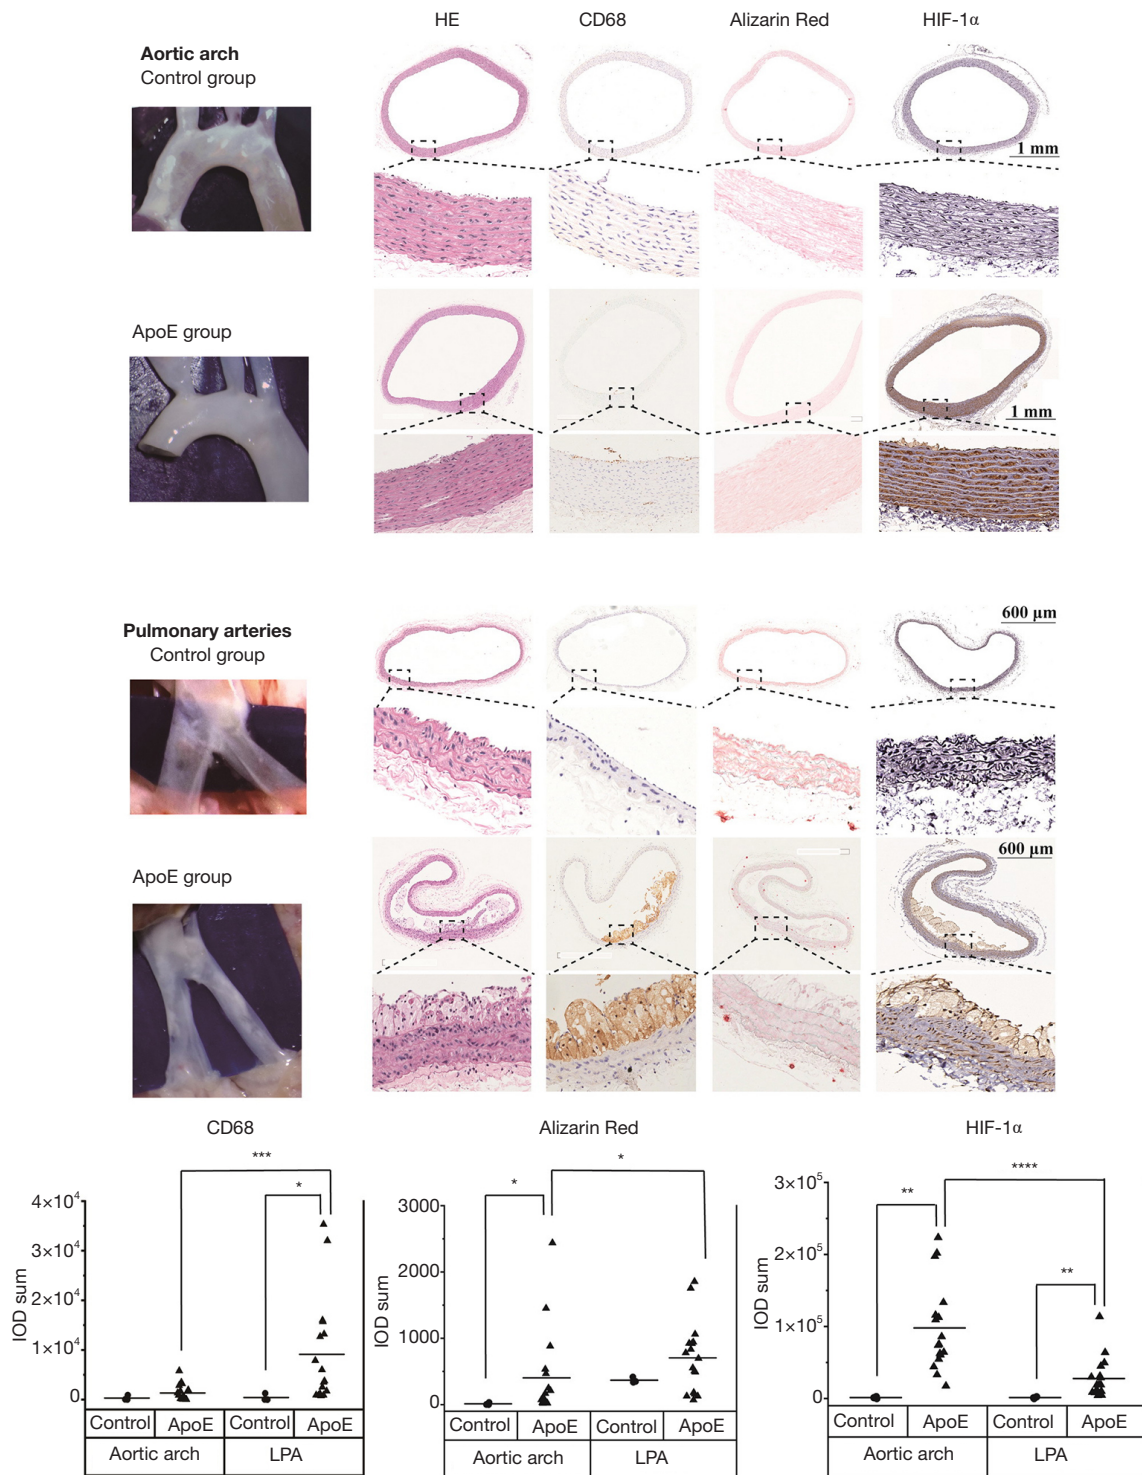 HE CD68 Alizarin Red HIF-1α
Aortic arch
Control group
1 mm
ApoE group
1 mm
Pulmonary arteries
Control group
600 µm
ApoE group
600 µm
CD68 Alizarin Red HIF-1α
*** * * * ** **** **
IOD sum
4×10⁴
3×10⁴
2×10⁴
1×10⁴
0
Control ApoE Control ApoE
Aortic arch LPA
IOD sum
3000
2000
1000
0
Control ApoE Control ApoE
Aortic arch LPA
IOD sum
3×10⁵
2×10⁵
1×10⁵
0
Control ApoE Control ApoE
Aortic arch LPA